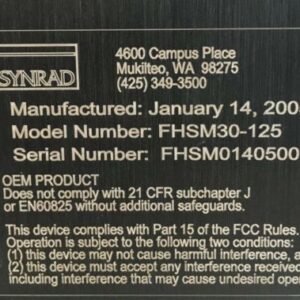 SYNRAD
4600 Campus Place
Mukilteo, WA 98275
(425) 349-3500
Manufactured: January 14, 200
Model Number: FHSM30-125
Serial Number: FHSM0140500
OEM PRODUCT
Does not comply with 21 CFR subchapter J
or EN60825 without additional safeguards.
This device complies with Part 15 of the FCC Rules.
Operation is subject to the following two conditions:
(1) this device may not cause harmful interference, a
(2) this device must accept any interference received
including interference that may cause undesired oper